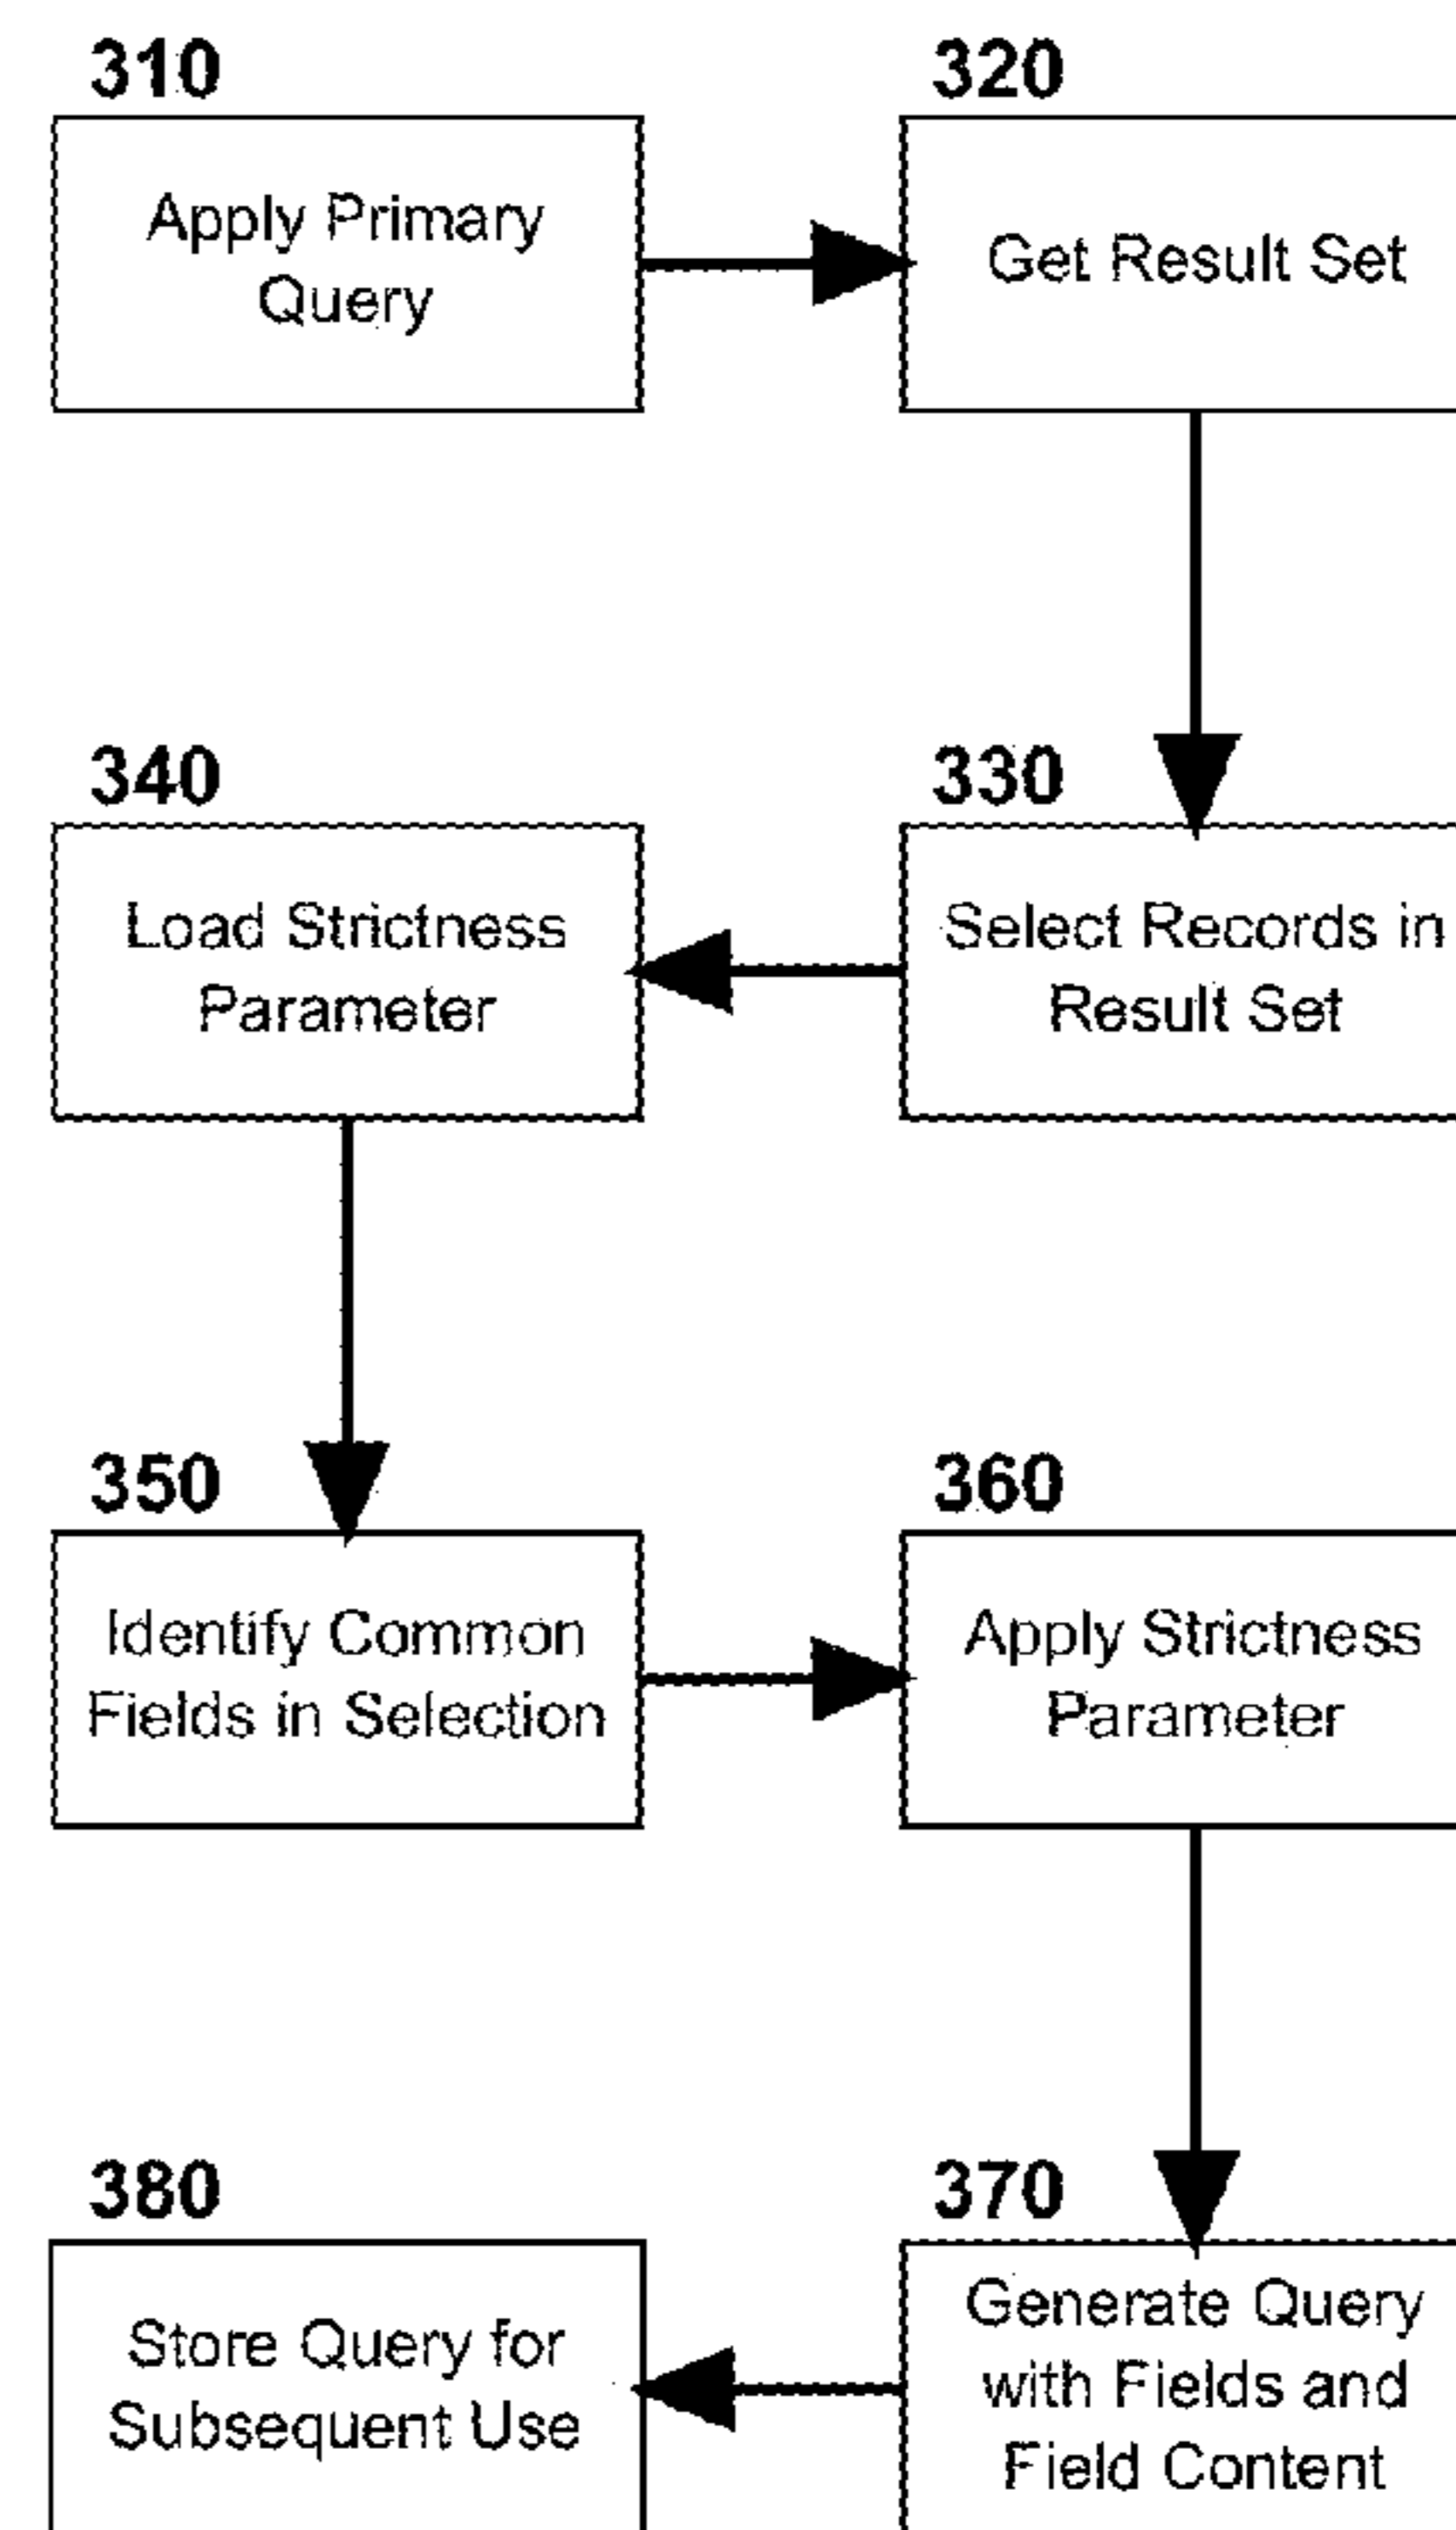 310
Apply Primary
Query
320
Get Result Set
330
Select Records in
Result Set
340
Load Strictness
Parameter
350
Identify Common
Fields in Selection
360
Apply Strictness
Parameter
370
Generate Query
with Fields and
Field Content
380
Store Query for
Subsequent Use